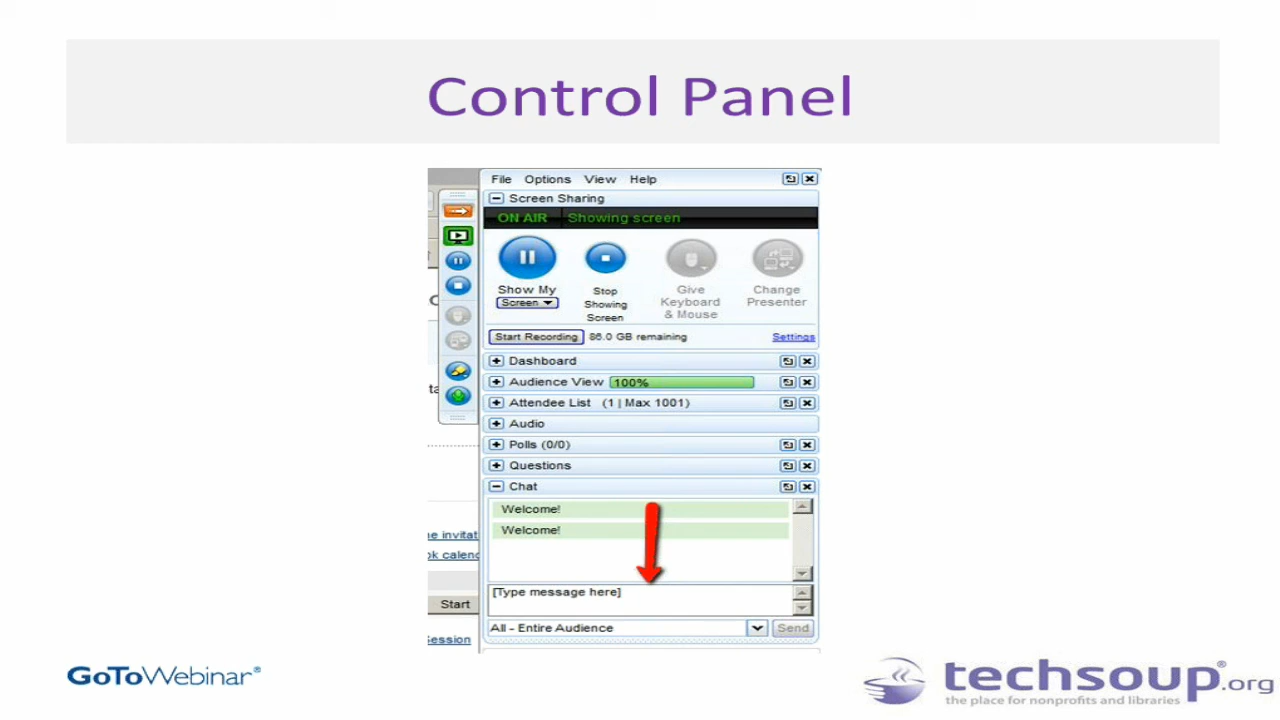 Control Panel
File Options View Help
Screen Sharing
ON AIR Showing screen
Show My
Screen
Stop
Showing
Screen
Give
Keyboard
& Mouse
Change
Presenter
Start Recording 86.0 GB remaining Settings
Dashboard
Audience View 100%
Attendee List (1 | Max 1001)
Audio
Polls (0/0)
Questions
Chat
Welcome!
Welcome!
[Type message here]
All - Entire Audience Send
Start
Session
GoToWebinar®
techsoup®.org
the place for nonprofits and libraries